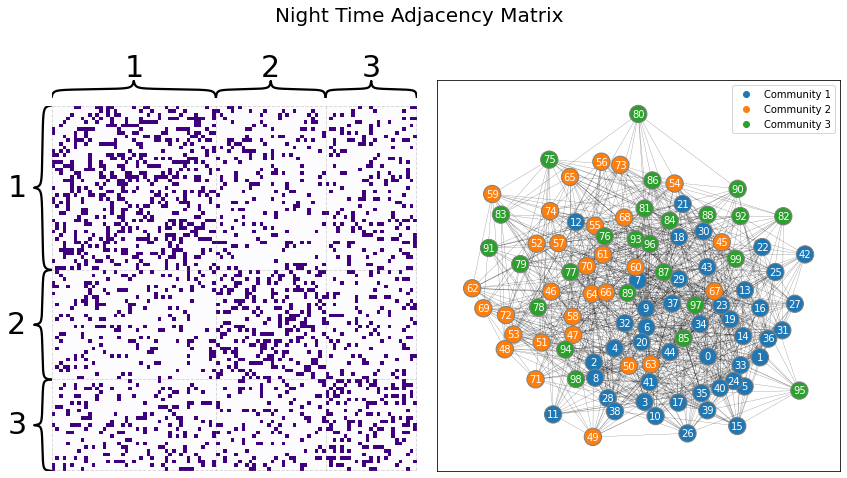 Night Time Adjacency Matrix
1 2 3
1
2
3
Community 1
Community 2
Community 3
80
75 56 73
65 86 54 90
59 81 21
83 74 12 55 68 84 88 92 82
76 93 96 18 30 45
91 52 57 61 22 42
79 77 70 60 87 43 99 25
62 46 64 66 89 7 29 67 13
69 78 9 37 97 23 16 27
72 58 32 6 34 19
53 51 47 20 85 14 36 31
48 94 4 44 0 1
2 50 63 33
71 98 8 41 40 24 5
28 3 17 35 95
11 38 10 39
49 26 15